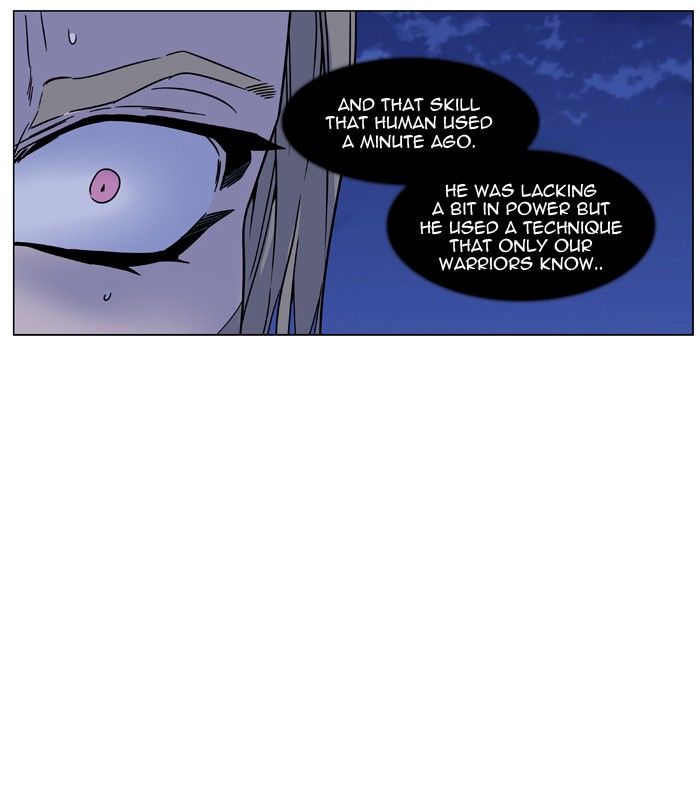 AND THAT SKILL
THAT HUMAN USED
A MINUTE AGO.
HE WAS LACKING
A BIT IN POWER BUT
HE USED A TECHNIQUE
THAT ONLY OUR
WARRIORS KNOW..